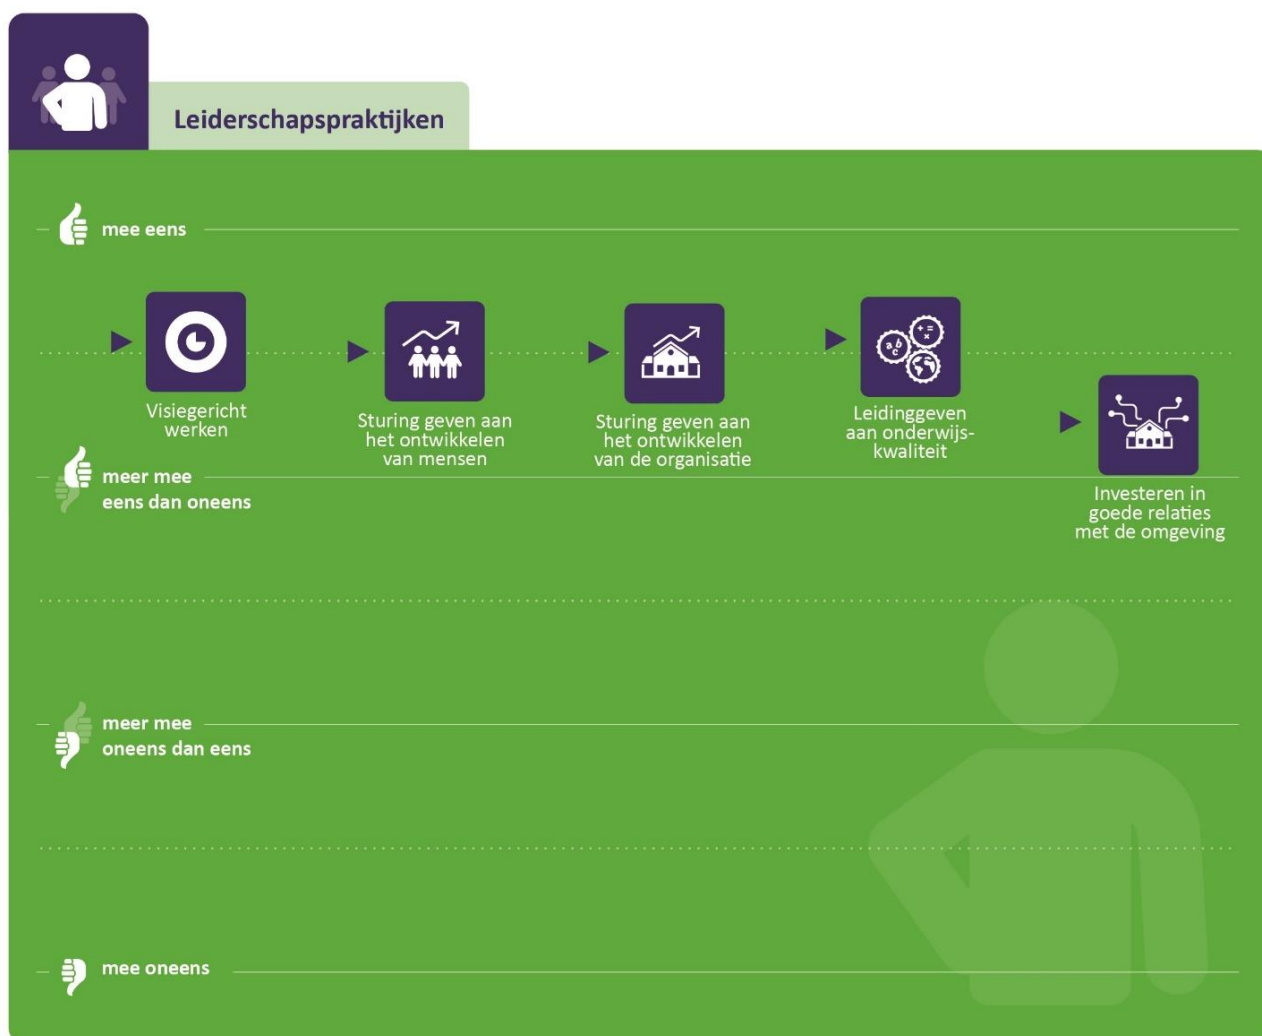 Leiderschapspraktijken
mee eens
Visiegericht
werken
Sturing geven aan
het ontwikkelen
van mensen
Sturing geven aan
het ontwikkelen
van de organisatie
+ =
x
a b
c
Leidinggeven
aan onderwijs-
kwaliteit
Investeren in
goede relaties
met de omgeving
meer mee
eens dan oneens
meer mee
oneens dan eens
mee oneens